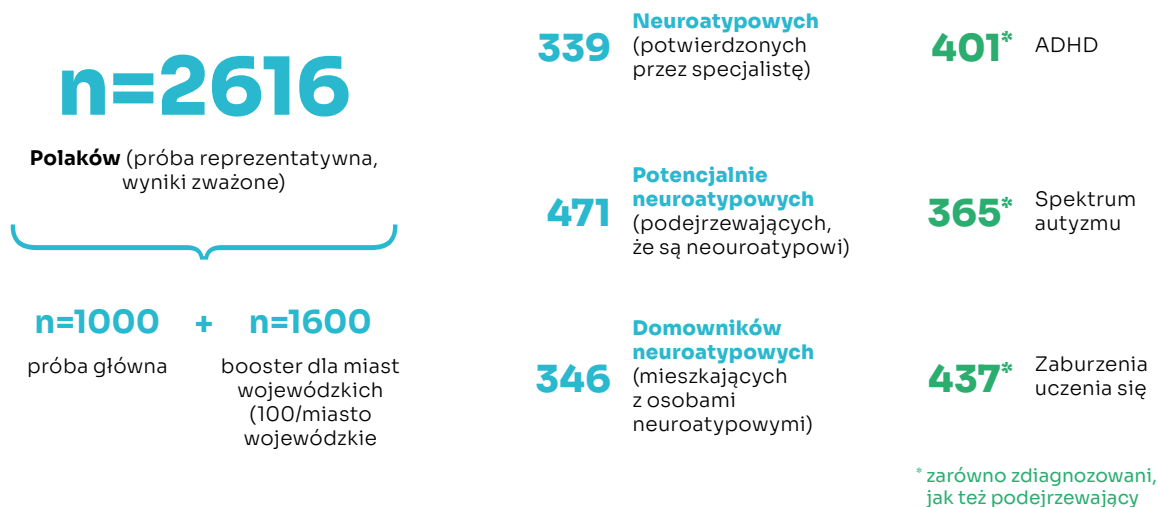 n=2616
Polaków (próba reprezentatywna,
wyniki zważone)
n=1000 + n=1600
próba główna
booster dla miast
wojewódzkich
(100/miasto
wojewódzkie
339
Neuroatypowych
(potwierdzonych
przez specjalistę)
471
Potencjalnie
neuroatypowych
(podejrzewających,
że są neouroatypowi)
346
Domowników
neuroatypowych
(mieszkających
z osobami
neuroatypowymi)
401* ADHD
365*
Spektrum
autyzmu
437*
Zaburzenia
uczenia się
* zarówno zdiagnozowani,
jak też podejrzewający